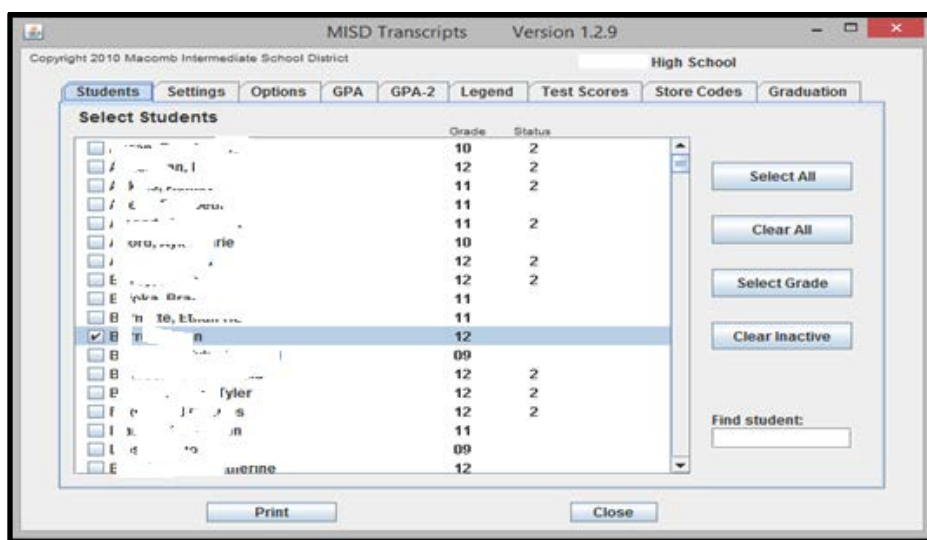 MISD Transcripts Version 1.2.9
Copyright 2010 Macomb Intermediate School District
High School
Students Settings Options GPA GPA-2 Legend Test Scores Store Codes Graduation
Select Students
Grade Status
10 2
12 2
11 2
11
11 2
10
12 2
12 2
11
11
12
09
12 2
Tyler 12 2
12 2
11
09
12
Select All
Clear All
Select Grade
Clear Inactive
Find student:
Print Close